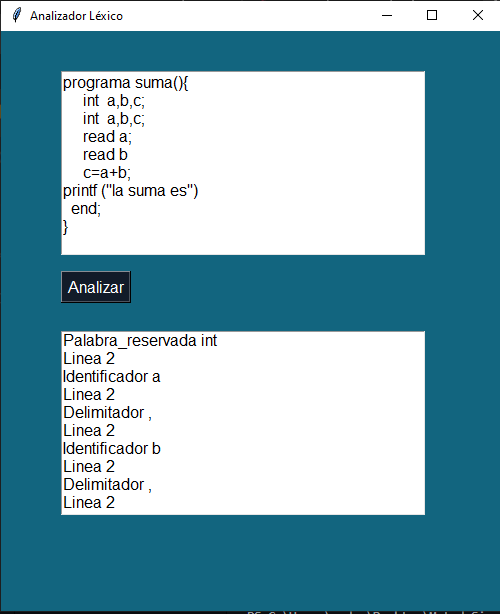 Analizador Léxico
programa suma(){
int  a,b,c;
int  a,b,c;
read a;
read b
c=a+b;
printf ("la suma es")
end;
}
Analizar
Palabra_reservada int
Linea 2
Identificador a
Linea 2
Delimitador ,
Linea 2
Identificador b
Linea 2
Delimitador ,
Linea 2